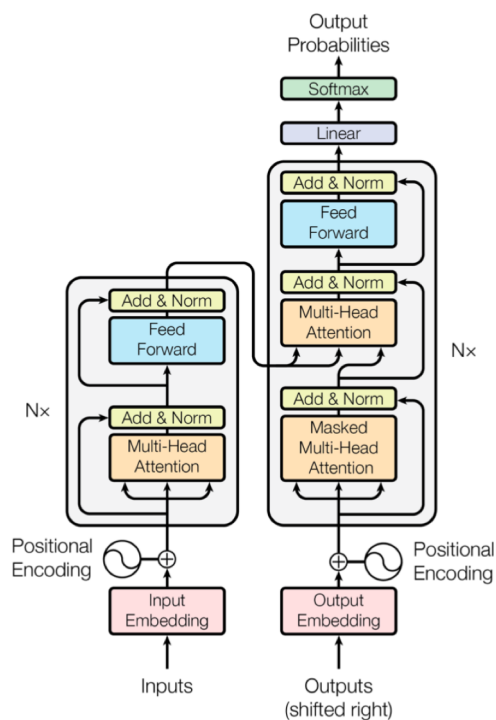 Output
Probabilities
Softmax
Linear
Add & Norm
Feed
Forward
Add & Norm
Multi-Head
Attention
Add & Norm
Masked
Multi-Head
Attention
N×
Add & Norm
Feed
Forward
Add & Norm
Multi-Head
Attention
N×
Positional
Encoding
Positional
Encoding
Input
Embedding
Output
Embedding
Inputs
Outputs
(shifted right)